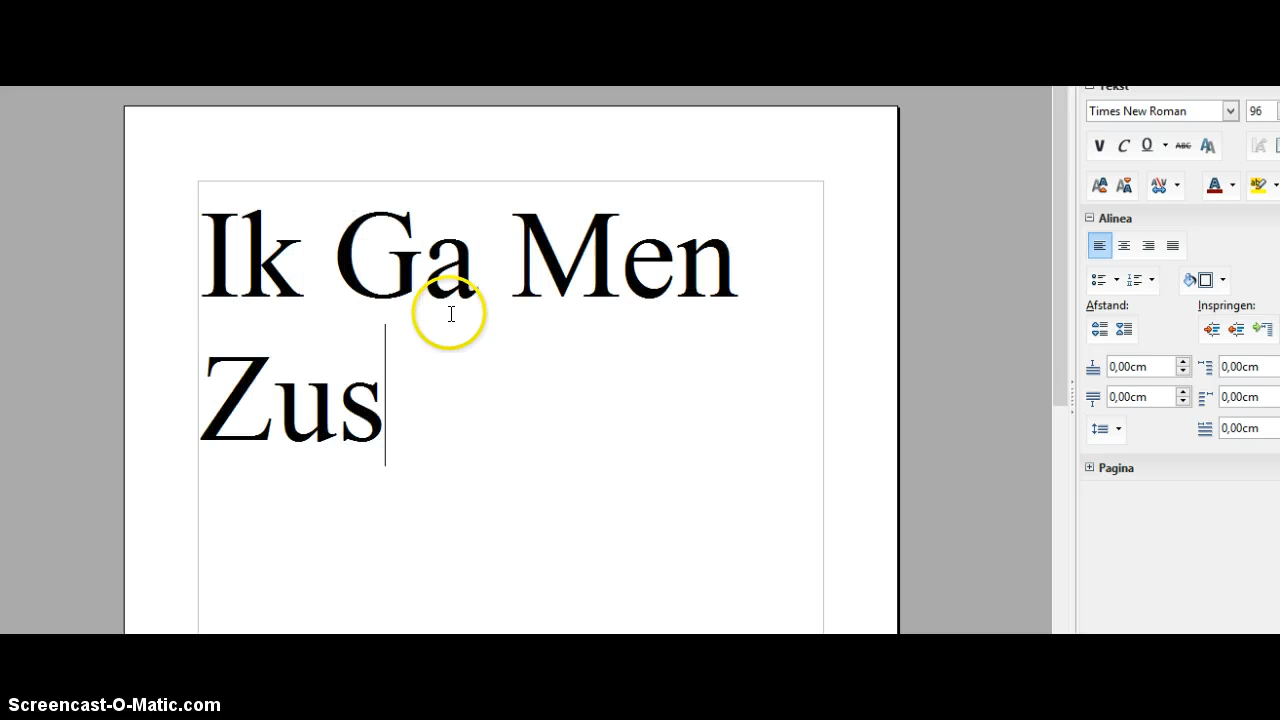 Tekst
Times New Roman 96
Ik Ga Men
Zus
Alinea
Afstand: Inspringen:
0,00cm 0,00cm
0,00cm 0,00cm
0,00cm
Pagina
Screencast-O-Matic.com